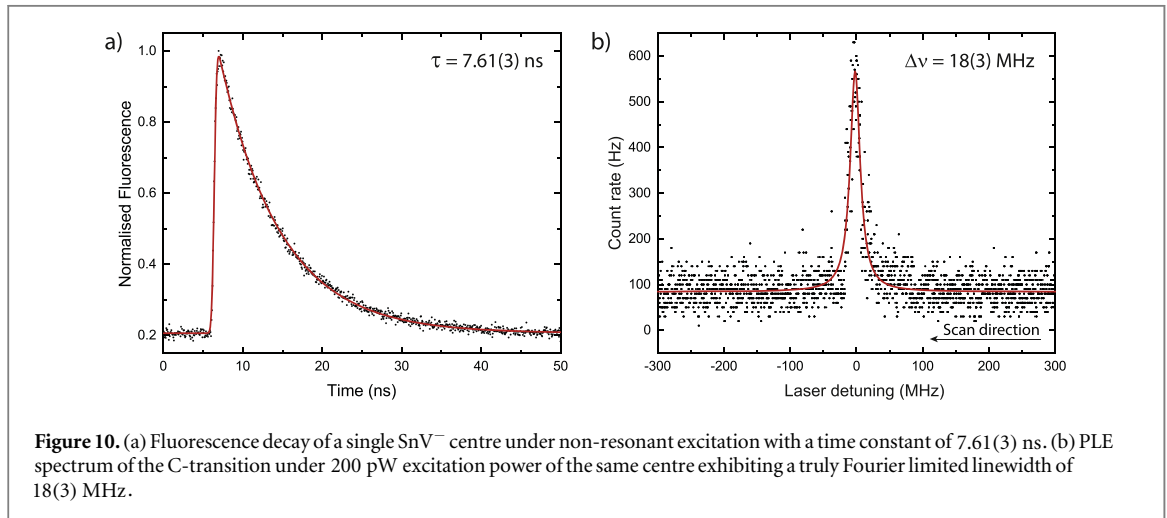 a)
τ = 7.61(3) ns
1.0
0.8
0.6
0.4
0.2
Normalised Fluorescence
0 10 20 30 40 50
Time (ns)
b)
Δν = 18(3) MHz
600
500
400
300
200
100
0
Count rate (Hz)
Scan direction
-300 -200 -100 0 100 200 300
Laser detuning (MHz)
Figure 10. (a) Fluorescence decay of a single SnV⁻ centre under non-resonant excitation with a time constant of 7.61(3) ns. (b) PLE
spectrum of the C-transition under 200 pW excitation power of the same centre exhibiting a truly Fourier limited linewidth of
18(3) MHz.